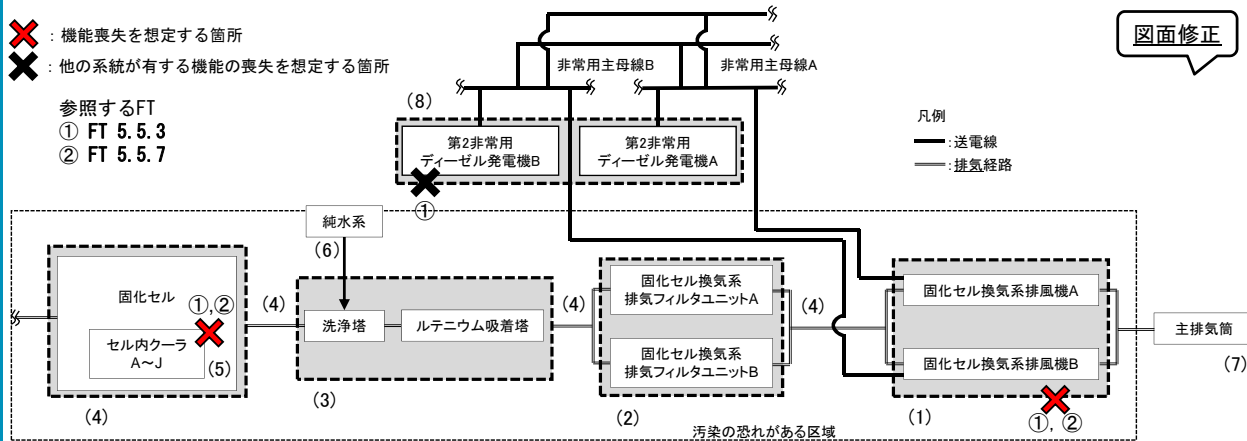 ：機能喪失を想定する箇所
：他の系統が有する機能の喪失を想定する箇所
参照するFT
① FT 5.5.3
② FT 5.5.7
図面修正
非常用主母線B
非常用主母線A
(8)
第2非常用
ディーゼル発電機B
第2非常用
ディーゼル発電機A
①
凡例
：送電線
：排気経路
純水系
(6)
固化セル
①,②
セル内クーラ
A～J
(5)
(4)
(4)
洗浄塔
ルテニウム吸着塔
(3)
(4)
固化セル換気系
排気フィルタユニットA
固化セル換気系
排気フィルタユニットB
(2)
(4)
固化セル換気系排風機A
固化セル換気系排風機B
(1)
①, ②
主排気筒
(7)
汚染の恐れがある区域